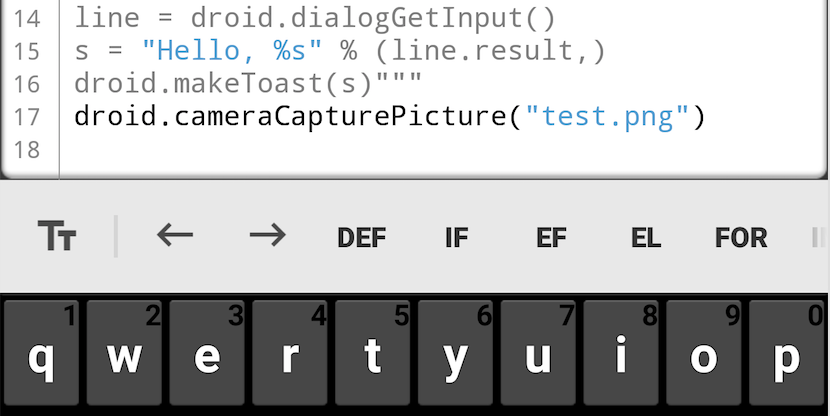 14 line = droid.dialogGetInput()
15 s = "Hello, %s" % (line.result,)
16 droid.makeToast(s)"""
17 droid.cameraCapturePicture("test.png")
18
TT ← → DEF IF EF EL FOR
1 2 3 4 5 6 7 8 9 0
q w e r t y u i o p